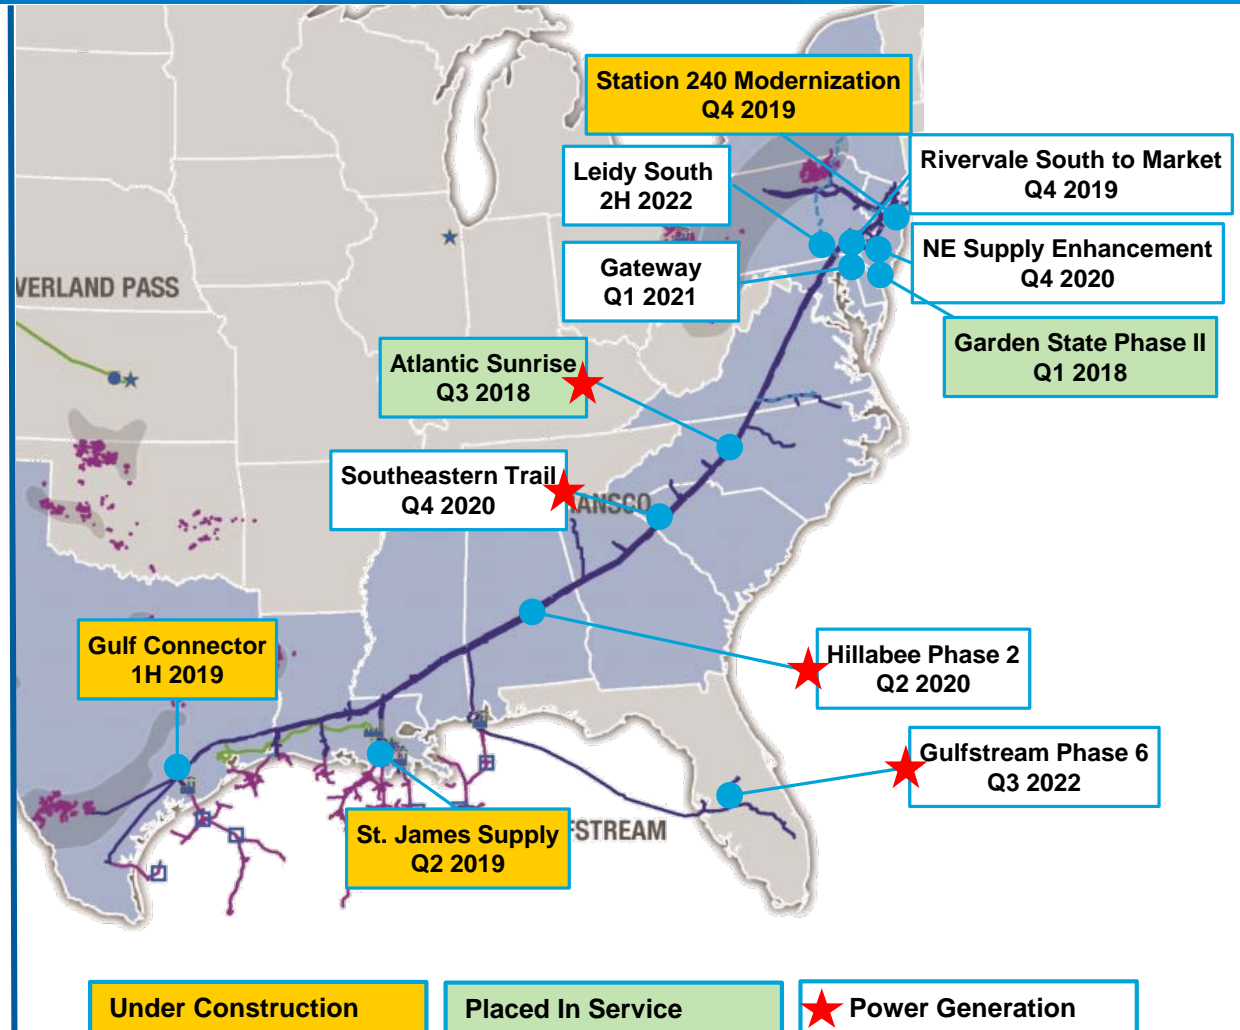 Station 240 Modernization
Q4 2019
Leidy South
2H 2022
Rivervale South to Market
Q4 2019
Gateway
Q1 2021
NE Supply Enhancement
Q4 2020
VERLAND PASS
Garden State Phase II
Q1 2018
Atlantic Sunrise
Q3 2018
Southeastern Trail
Q4 2020
ANSCO
Gulf Connector
1H 2019
Hillabee Phase 2
Q2 2020
Gulfstream Phase 6
Q3 2022
St. James Supply
Q2 2019
FSTREAM
Under Construction
Placed In Service
Power Generation